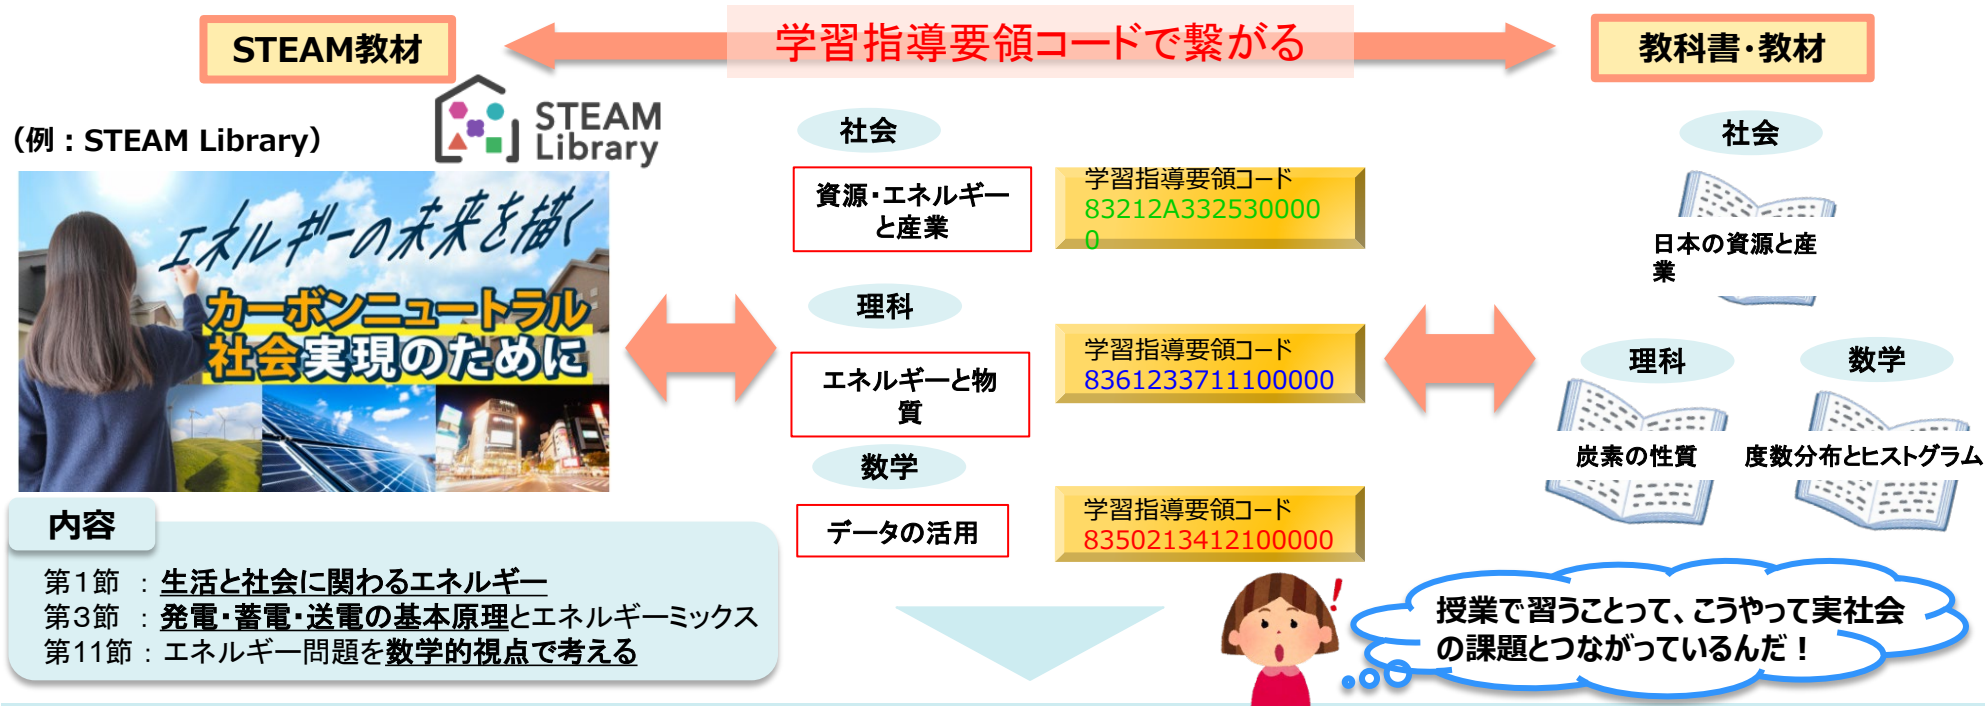 STEAM教材
学習指導要領コードで繋がる
教科書・教材
（例：STEAM Library）
STEAM
Library
エネルギーの未来を描く
カーボンニュートラル
社会実現のために
内容
第1節 ：生活と社会に関わるエネルギー
第3節 ：発電・蓄電・送電の基本原理とエネルギーミックス
第11節：エネルギー問題を数学的視点で考える
社会
資源・エネルギー
と産業
学習指導要領コード
83212A332530000
0
理科
エネルギーと物
質
学習指導要領コード
8361233711100000
数学
データの活用
学習指導要領コード
8350213412100000
社会
日本の資源と産
業
理科
炭素の性質
数学
度数分布とヒストグラム
授業で習うことって、こうやって実社会
の課題とつながっているんだ！